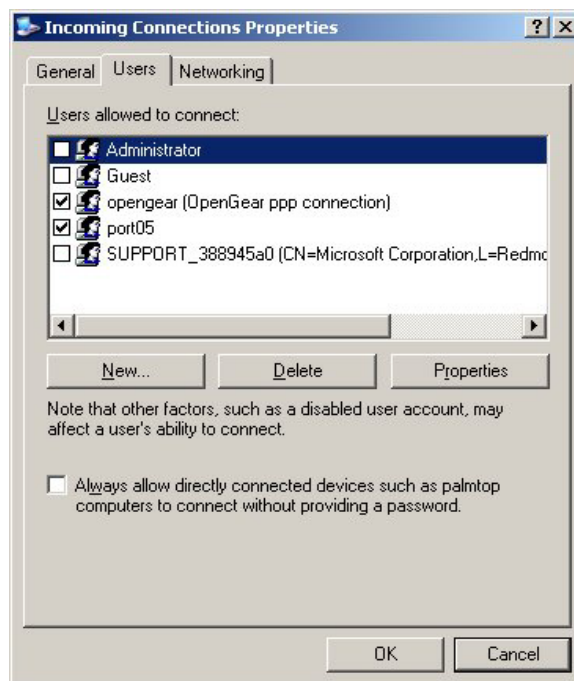 Incoming Connections Properties
General Users Networking
Users allowed to connect:
Administrator
Guest
opengear (OpenGear ppp connection)
port05
SUPPORT_388945a0 (CN=Microsoft Corporation,L=Redmo
New... Delete Properties
Note that other factors, such as a disabled user account, may
affect a user's ability to connect.
Always allow directly connected devices such as palmtop
computers to connect without providing a password.
OK Cancel